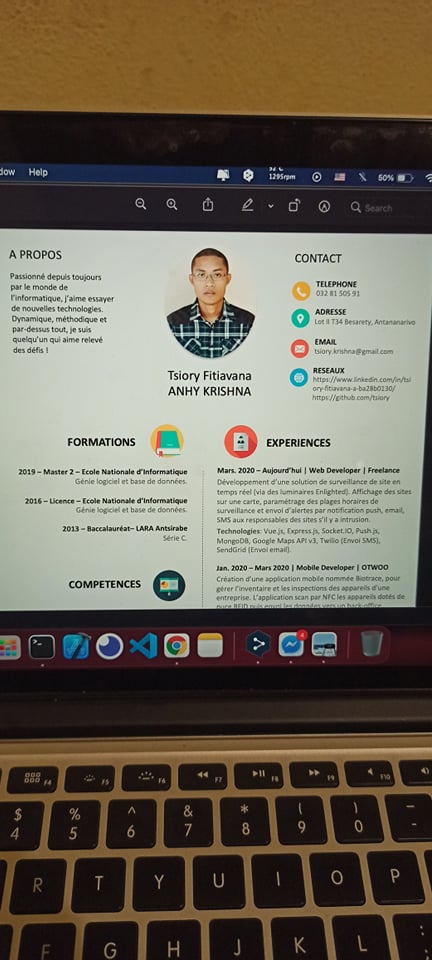 dow Help
1295rpm
50%
Search
A PROPOS
Passionné depuis toujours
par le monde de
l'informatique, j'aime essayer
de nouvelles technologies.
Dynamique, méthodique et
par-dessus tout, je suis
quelqu'un qui aime relevé
des défis !
Tsiory Fitiavana
ANHY KRISHNA
CONTACT
TELEPHONE
032 81 505 91
ADRESSE
Lot II T34 Besarety, Antananarivo
EMAIL
tsiory.krishna@gmail.com
RESEAUX
https://www.linkedin.com/in/tsi
ory-fitiavana-a-ba28b0130/
https://github.com/tsiory
FORMATIONS
2019 – Master 2 – Ecole Nationale d'Informatique
Génie logiciel et base de données.
2016 – Licence – Ecole Nationale d'Informatique
Génie logiciel et base de données.
2013 – Baccalauréat– LARA Antsirabe
Série C.
COMPETENCES
EXPERIENCES
Mars. 2020 – Aujourd'hui | Web Developer | Freelance
Développement d'une solution de surveillance de site en
temps réel (via des luminaires Enlighted). Affichage des sites
sur une carte, paramétrage des plages horaires de
surveillance et envoi d'alertes par notification push, email,
SMS aux responsables des sites s'il y a intrusion.
Technologies: Vue.js, Express.js, Socket.IO, Push.js,
MongoDB, Google Maps API v3, Twilio (Envoi SMS),
SendGrid (Envoi email).
Jan. 2020 – Mars 2020 | Mobile Developer | OTWOO
Création d'une application mobile nommée Biotrace, pour
gérer l'inventaire et les inspections des appareils d'une
entreprise. L'application scan par NFC les appareils dotés de
puce RFID puis envoi les données vers un back-office
4
F4 F5 F6 F7 F8 F9 F10
$ % ^ & * ( ) –
4 5 6 7 8 9 0 -
R T Y U I O P
F G H J K L :
;